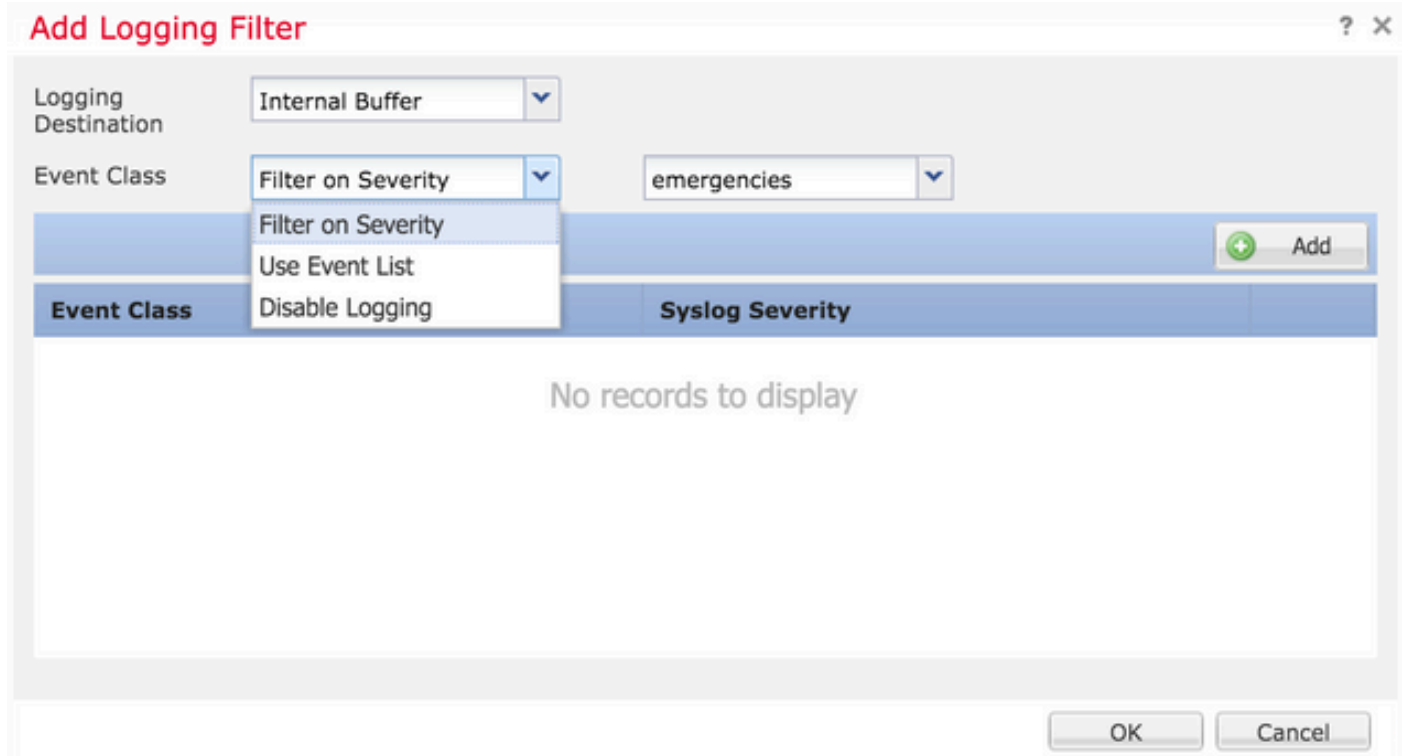 Add Logging Filter
? ×
Logging
Destination
Internal Buffer
Event Class
Filter on Severity
emergencies
Filter on Severity
Use Event List
Disable Logging
Add
Event Class
Syslog Severity
No records to display
OK
Cancel